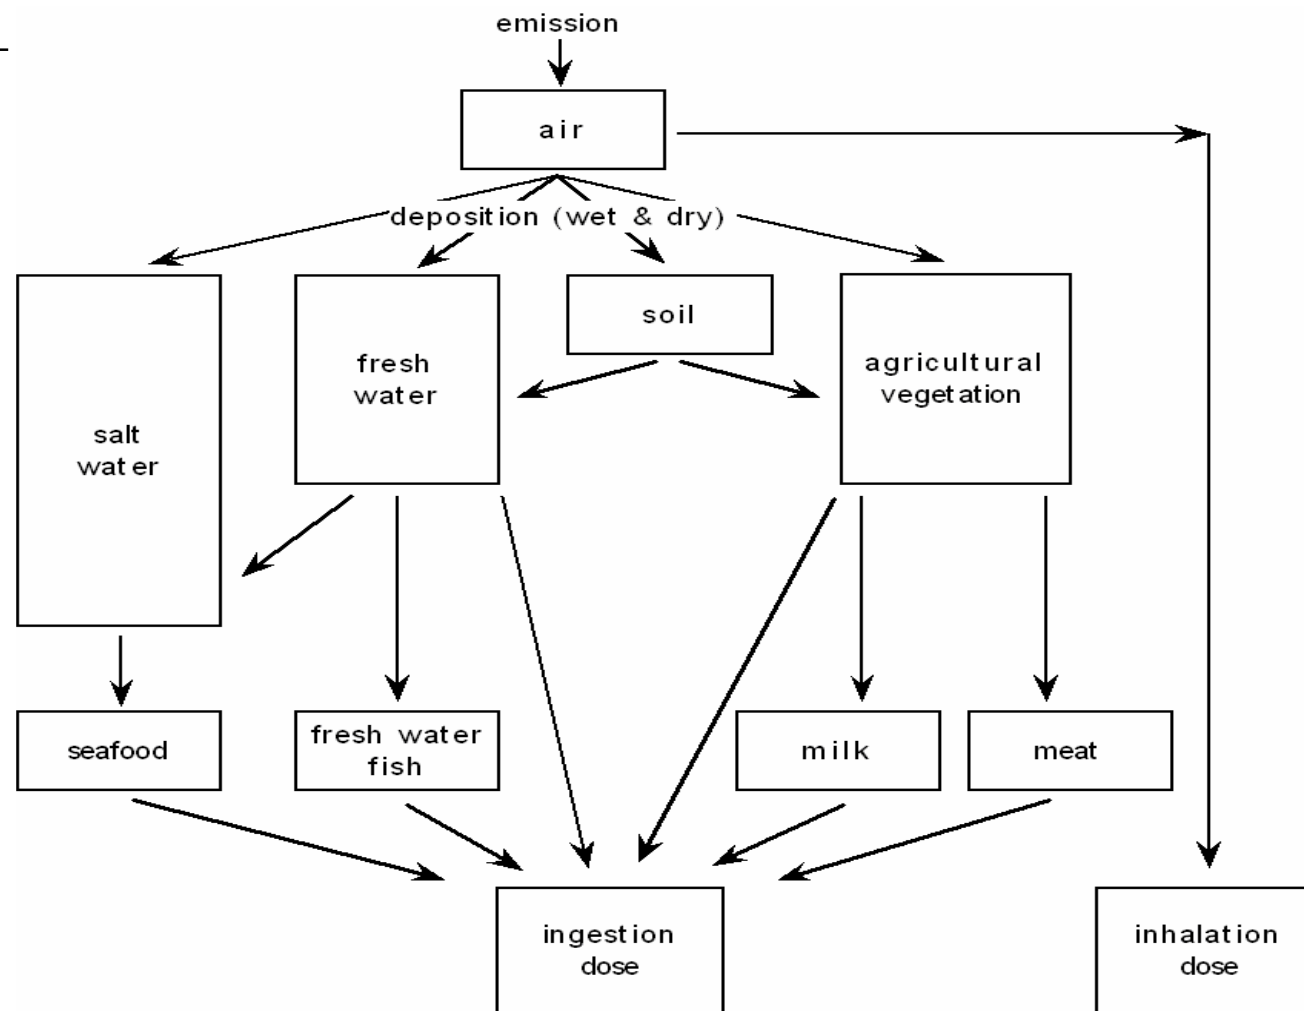 emission
air
deposition (wet & dry)
soil
fresh
water
agricultural
vegetation
salt
water
seafood
fresh water
fish
milk
meat
ingestion
dose
inhalation
dose